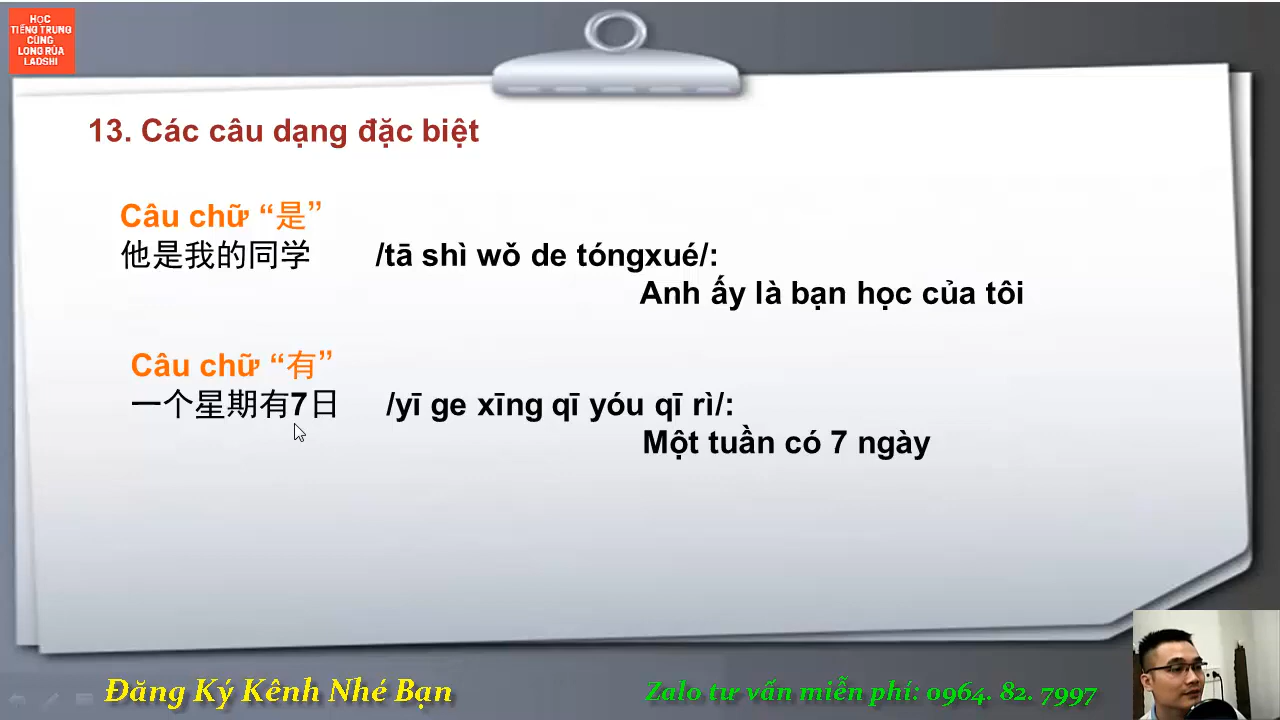 HỌC
TIẾNG TRUNG
CÙNG
LONG RÙA
LAOSHI
13. Các câu dạng đặc biệt
Câu chữ “是”
他是我的同学 /tā shì wǒ de tóngxué/:
Anh ấy là bạn học của tôi
Câu chữ “有”
一个星期有7日 /yī ge xīng qī yóu qī rì/:
Một tuần có 7 ngày
Đăng Ký Kênh Nhé Bạn
Zalo tư vấn miễn phí: 0964. 82. 7997